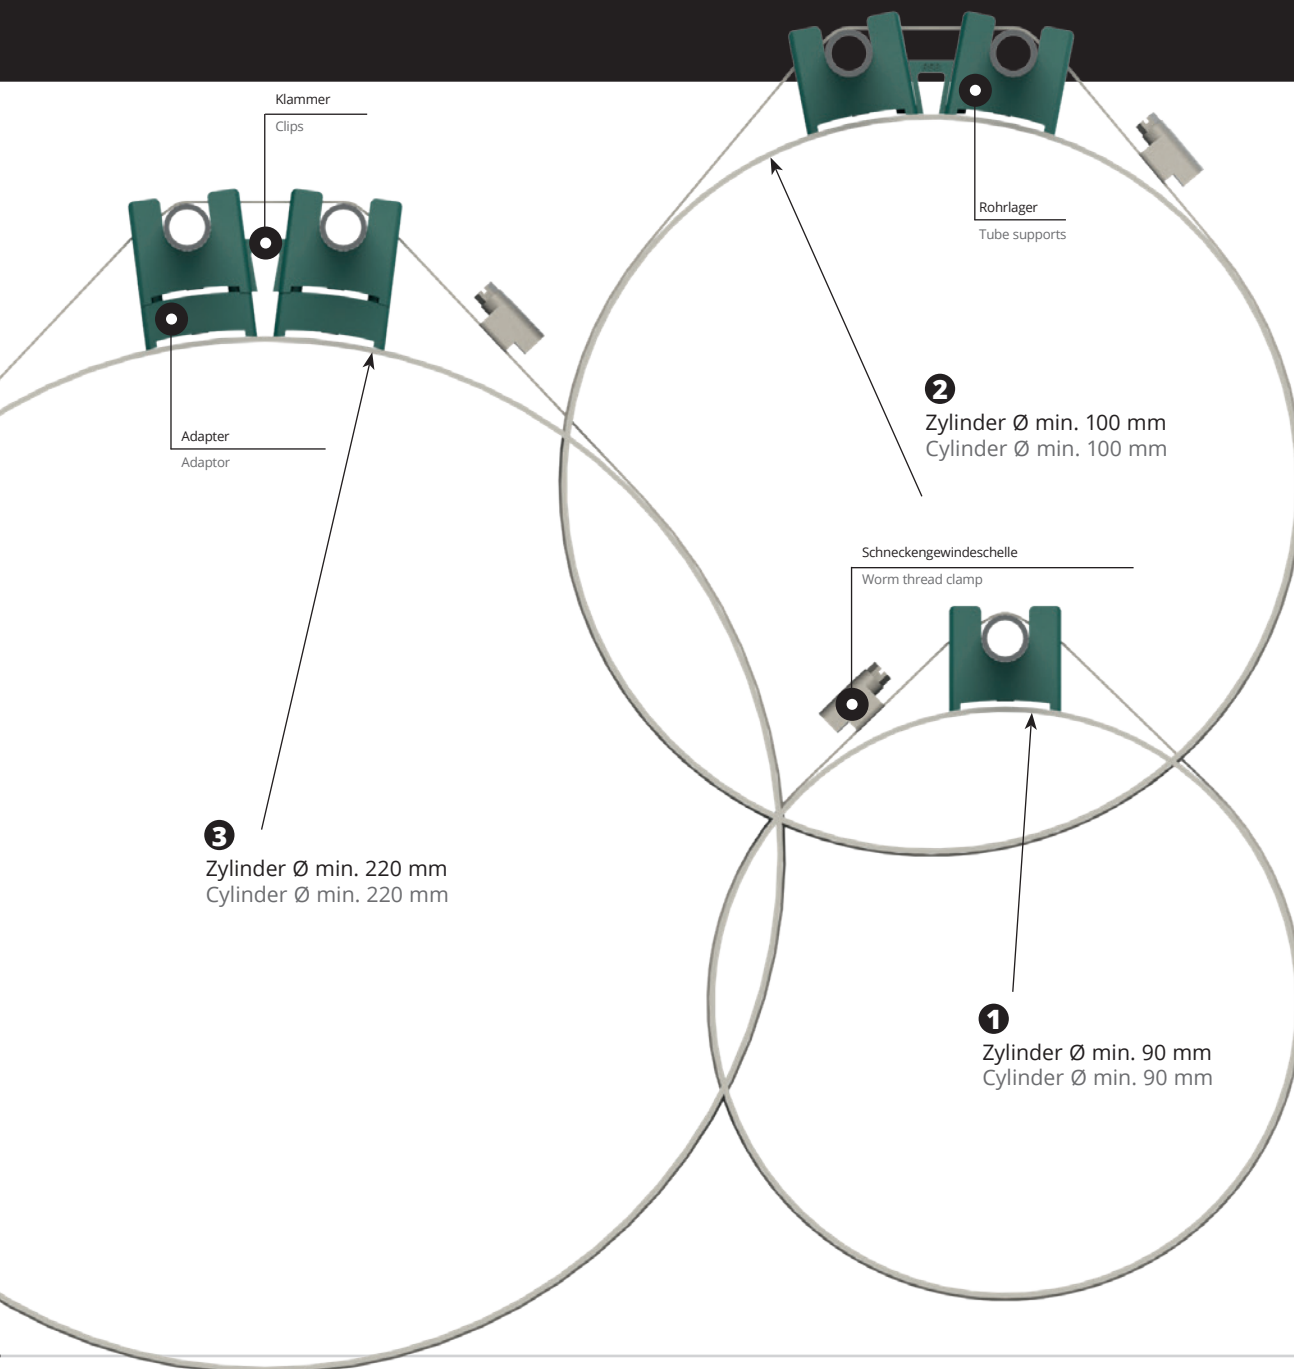 Klammer
Clips
Rohrlager
Tube supports
Adapter
Adaptor
2
Zylinder Ø min. 100 mm
Cylinder Ø min. 100 mm
Schneckengewindeschelle
Worm thread clamp
3
Zylinder Ø min. 220 mm
Cylinder Ø min. 220 mm
1
Zylinder Ø min. 90 mm
Cylinder Ø min. 90 mm